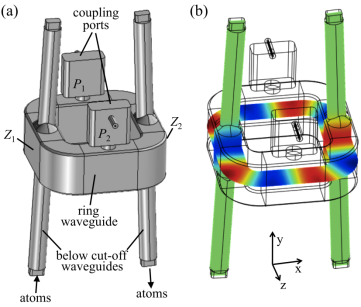 (a)
coupling
ports
P1
P2
Z1
Z2
ring
waveguide
below cut-off
waveguides
atoms
atoms
(b)
y
x
z